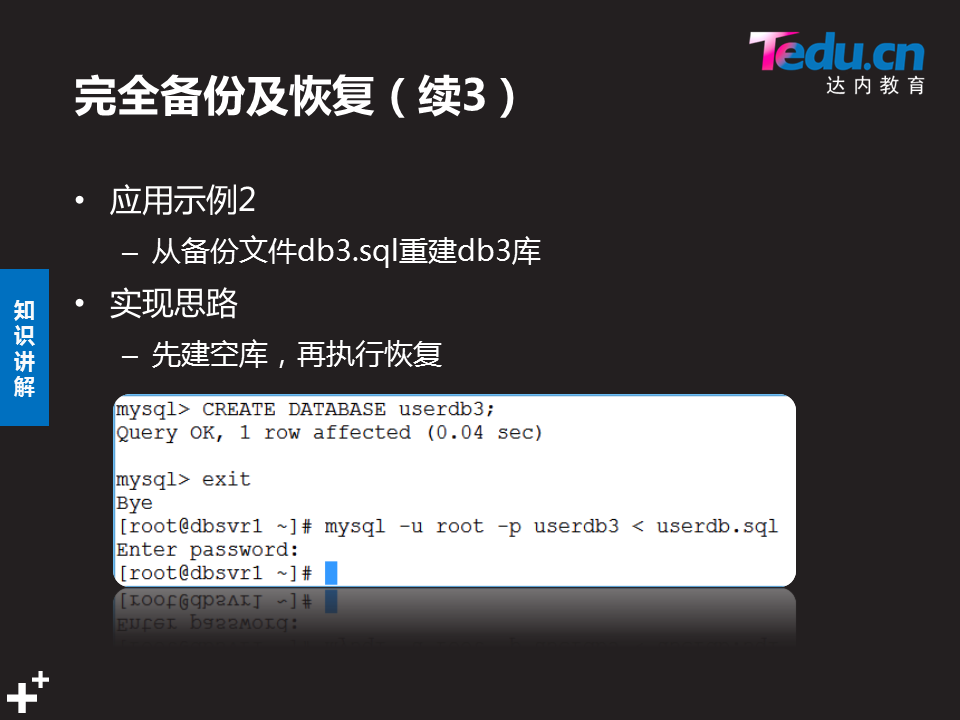 Tedu.cn
达内教育
完全备份及恢复（续3）
• 应用示例2
– 从备份文件db3.sql重建db3库
• 实现思路
– 先建空库，再执行恢复
知识讲解
mysql> CREATE DATABASE userdb3;
Query OK, 1 row affected (0.04 sec)
mysql> exit
Bye
[root@dbsvr1 ~]# mysql -u root -p userdb3 < userdb.sql
Enter password:
[root@dbsvr1 ~]#